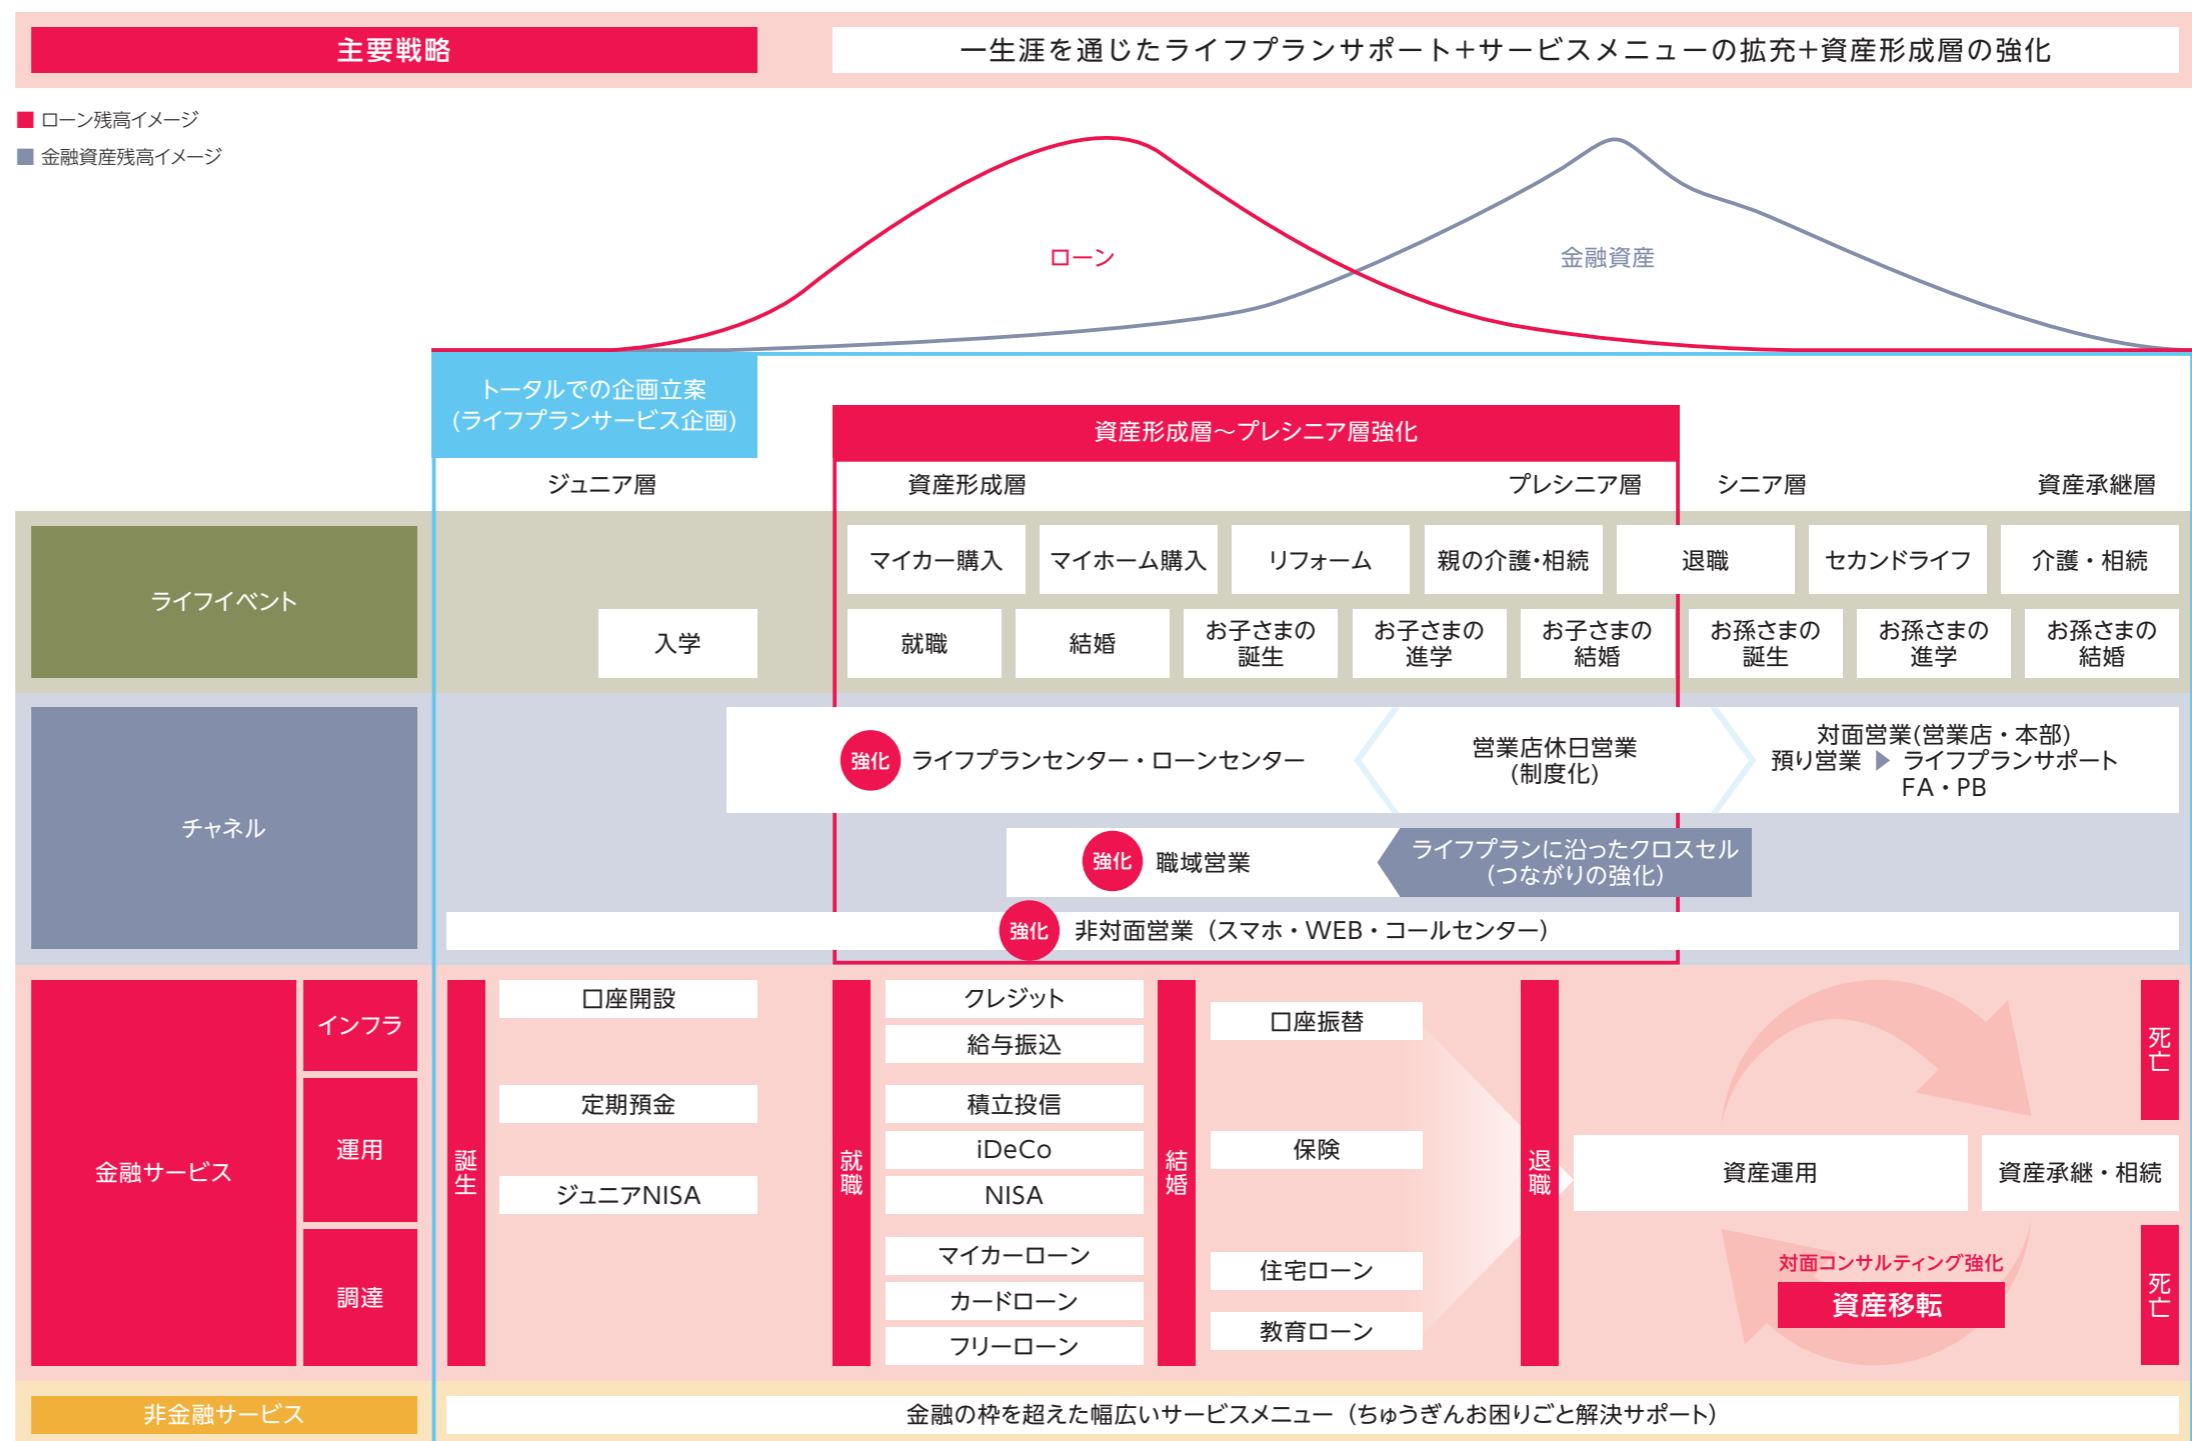 主要戦略
一生涯を通じたライフプランサポート＋サービスメニューの拡充＋資産形成層の強化
ローン残高イメージ
金融資産残高イメージ
ローン
金融資産
トータルでの企画立案
(ライフプランサービス企画)
資産形成層～プレシニア層強化
ジュニア層
資産形成層
プレシニア層
シニア層
資産承継層
ライフイベント
マイカー購入
マイホーム購入
リフォーム
親の介護・相続
退職
セカンドライフ
介護・相続
入学
就職
結婚
お子さまの
誕生
お子さまの
進学
お子さまの
結婚
お孫さまの
誕生
お孫さまの
進学
お孫さまの
結婚
チャネル
強化 ライフプランセンター・ローンセンター
営業店休日営業
(制度化)
対面営業(営業店・本部)
預り営業 ▶ ライフプランサポート
FA・PB
強化 職域営業
ライフプランに沿ったクロスセル
(つながりの強化)
強化 非対面営業（スマホ・WEB・コールセンター）
金融サービス
インフラ
運用
調達
誕生
口座開設
定期預金
ジュニアNISA
就職
クレジット
給与振込
積立投信
iDeCo
NISA
マイカーローン
カードローン
フリーローン
結婚
口座振替
保険
住宅ローン
教育ローン
退職
資産運用
資産承継・相続
対面コンサルティング強化
資産移転
死亡
死亡
非金融サービス
金融の枠を超えた幅広いサービスメニュー（ちゅうぎんお困りごと解決サポート）